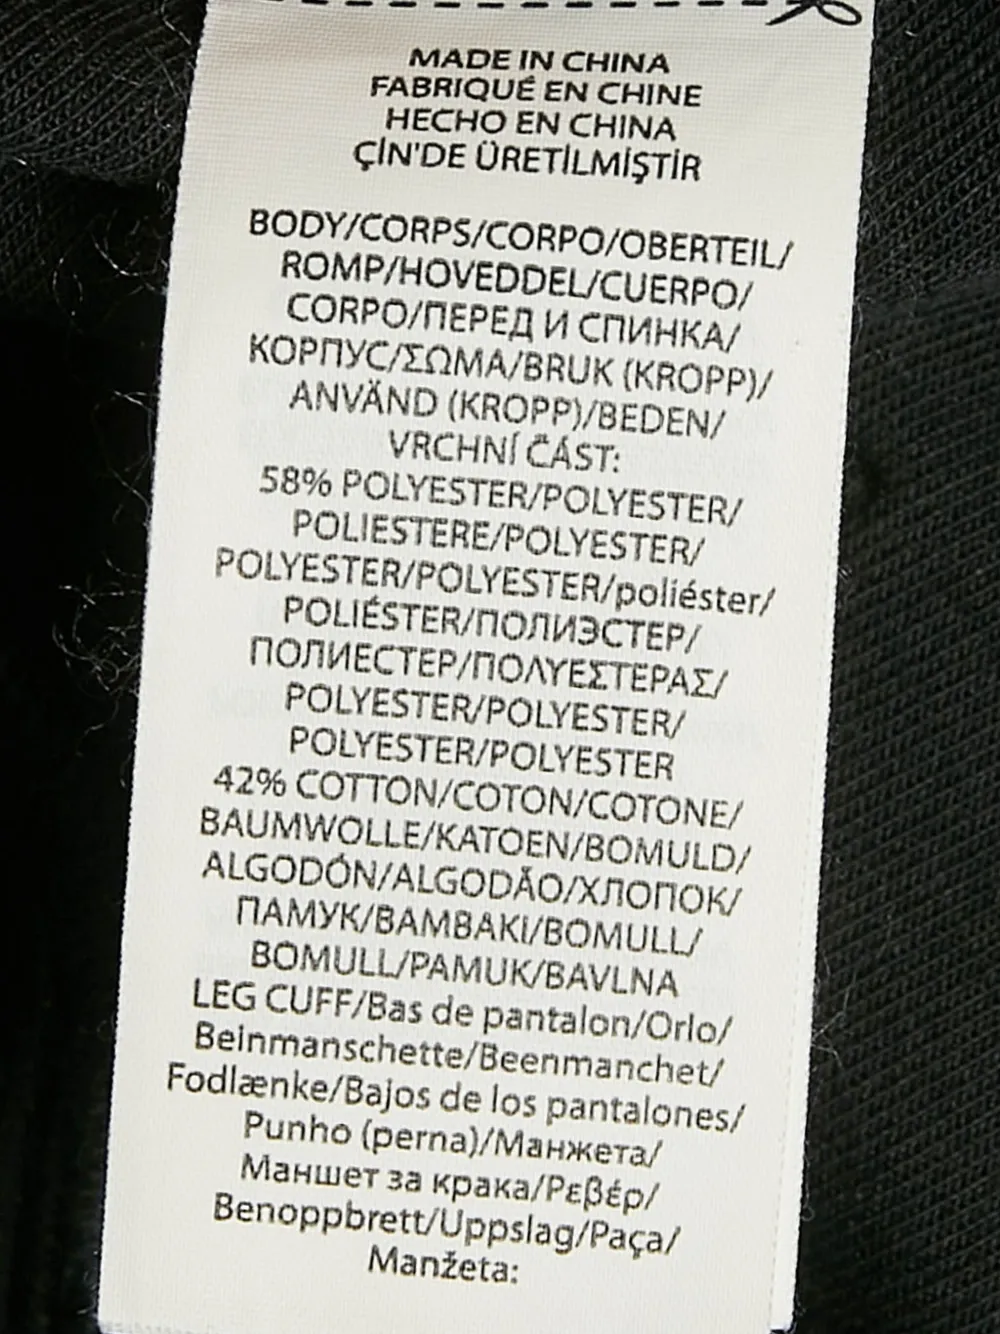 MADE IN CHINA
FABRIQUÉ EN CHINE
HECHO EN CHINA
ÇİN'DE ÜRETİLMİŞTİR
BODY/CORPS/CORPO/OBERTEIL/
ROMP/HOVEDDEL/CUERPO/
CORPO/ПЕРЕД И СПИНКА/
КОРПУС/ΣΩΜΑ/BRUK (KROPP)/
ANVÄND (KROPP)/BEDEN/
VRCHNÍ ČÁST:
58% POLYESTER/POLYESTER/
POLIESTERE/POLYESTER/
POLYESTER/POLYESTER/poliéster/
POLIÉSTER/ПОЛИЭСТЕР/
ПОЛИЕСТЕР/ΠΟΛΥΕΣΤΕΡΑΣ/
POLYESTER/POLYESTER/
POLYESTER/POLYESTER
42% COTTON/COTON/COTONE/
BAUMWOLLE/KATOEN/BOMULD/
ALGODÓN/ALGODÃO/ХЛОПОК/
ПАМУК/ΒΑΜΒΑΚΙ/BOMULL/
BOMULL/PAMUK/BAVLNA
LEG CUFF/Bas de pantalon/Orlo/
Beinmanschette/Beenmanchet/
Fodlænke/Bajos de los pantalones/
Punho (perna)/Манжета/
Маншет за крака/Ρεβέρ/
Benoppbrett/Uppslag/Paça/
Manžeta: